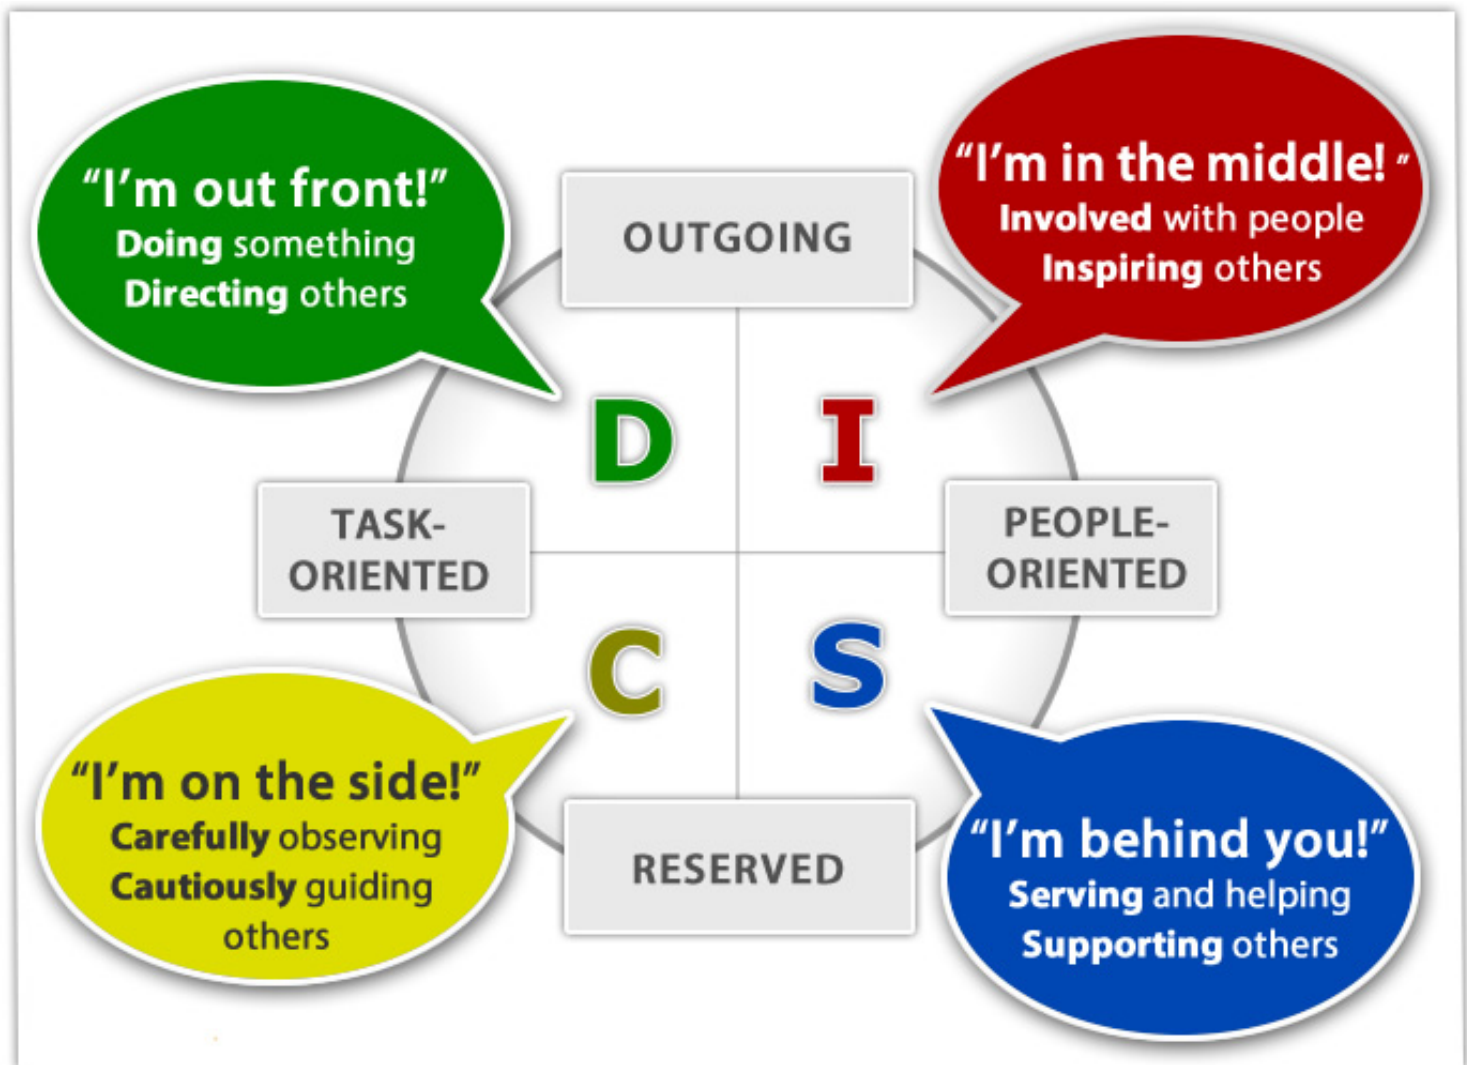 “I’m out front!”
Doing something
Directing others
“I’m in the middle! ”
Involved with people
Inspiring others
OUTGOING
D
I
TASK-
ORIENTED
PEOPLE-
ORIENTED
C
S
“I’m on the side!”
Carefully observing
Cautiously guiding
others
RESERVED
“I’m behind you!”
Serving and helping
Supporting others